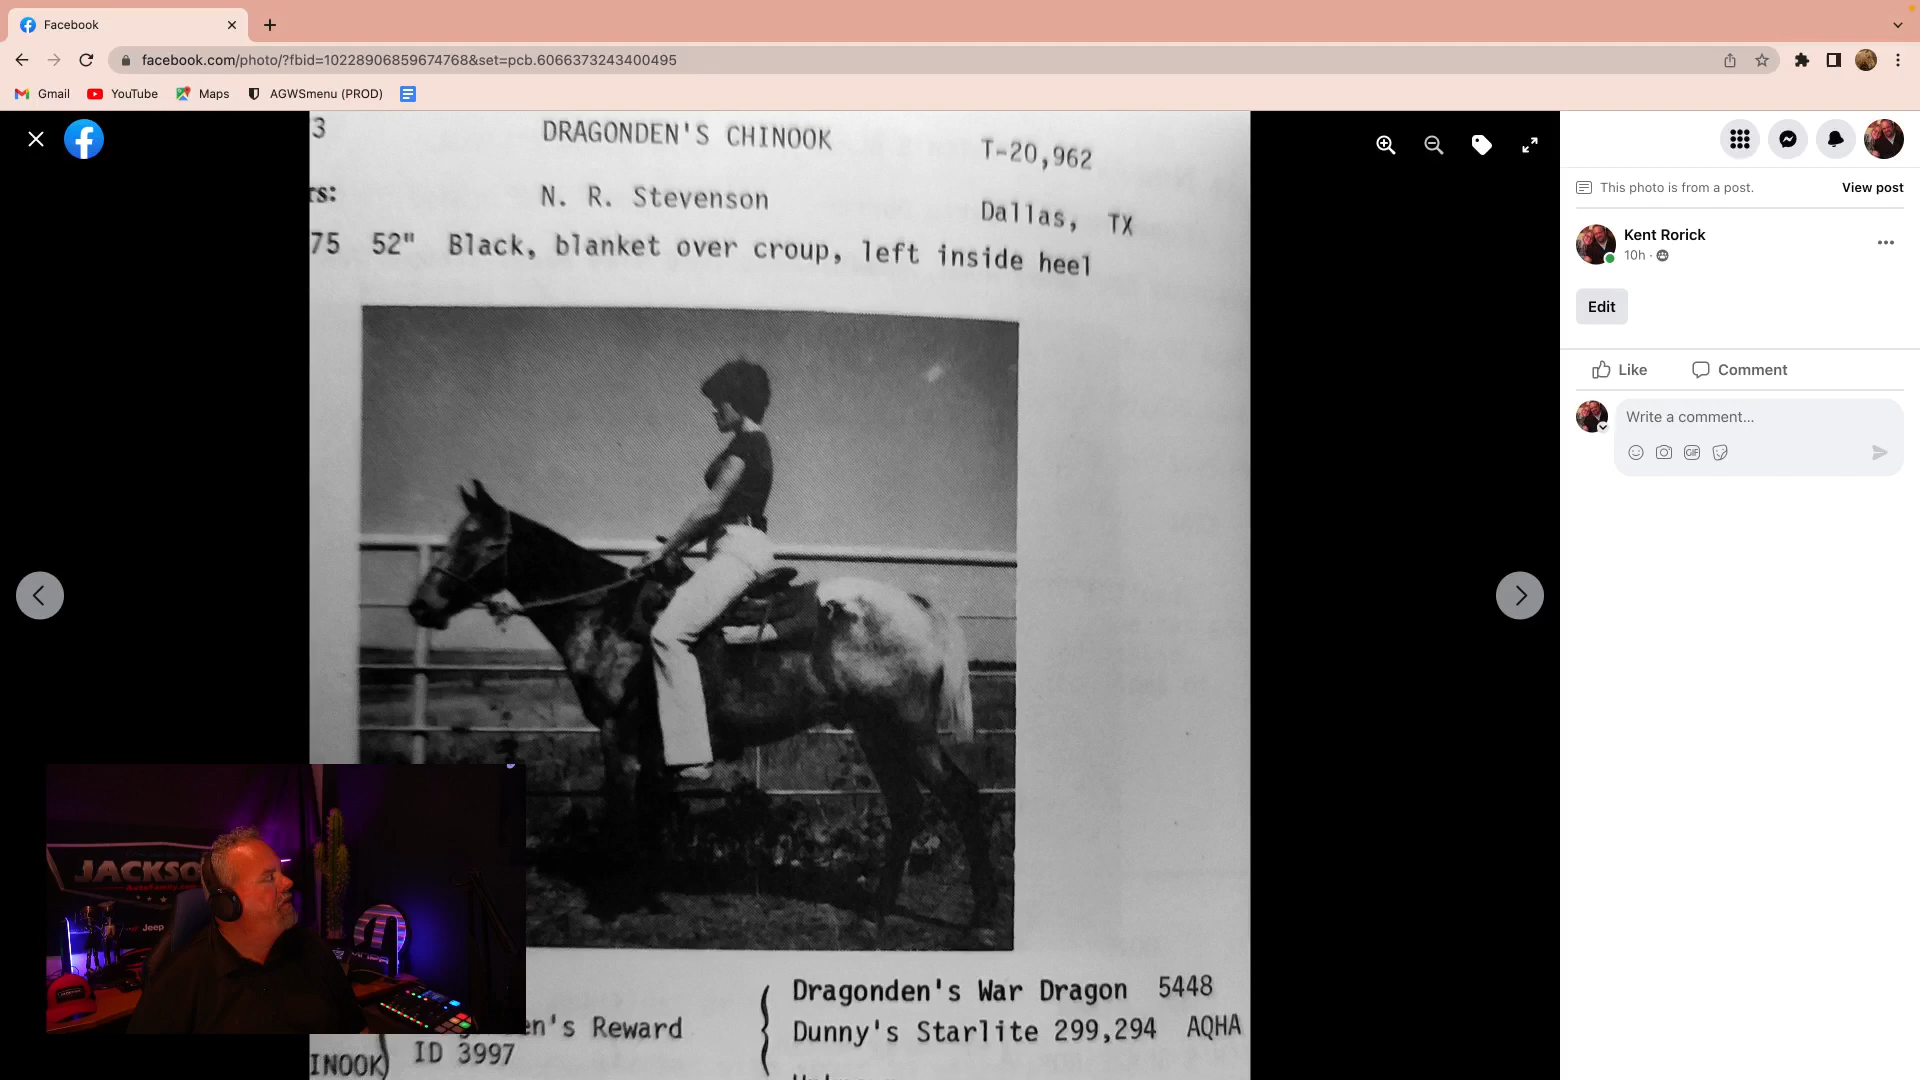 Facebook
facebook.com/photo/?fbid=10228906859674768&set=pcb.6066373243400495
Gmail
YouTube
Maps
AGWSmenu (PROD)
3
DRAGONDEN'S CHINOOK
T-20,962
rs:
N. R. Stevenson
Dallas, TX
75 52" Black, blanket over croup, left inside heel
JACKSO
AutoFamily.com
Jeep
Dragonden's War Dragon 5448
en's Reward
Dunny's Starlite 299,294 AQHA
ID 3997
INOOK)
This photo is from a post.
View post
Kent Rorick
10h ·
Edit
Like
Comment
Write a comment...
GIF